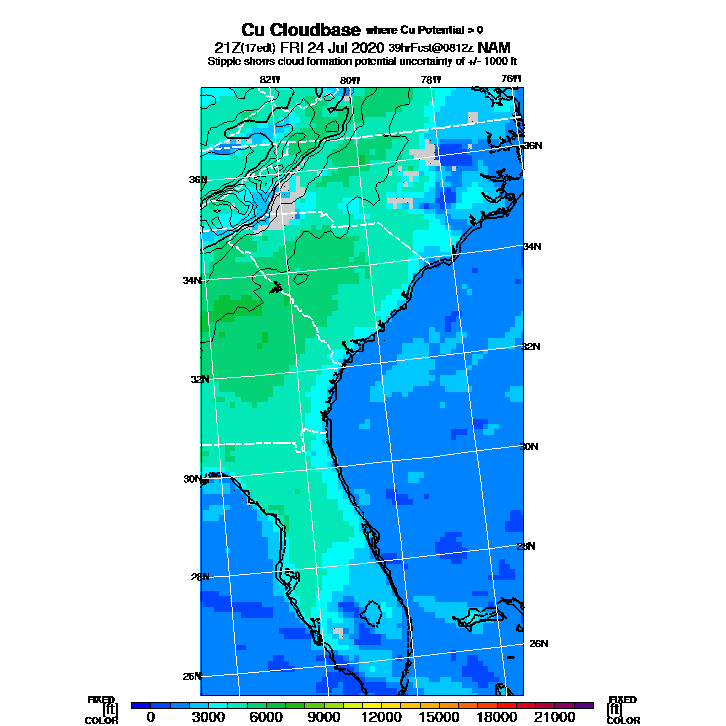 Cu Cloudbase where Cu Potential > 0
21Z(17edt) FRI 24 Jul 2020 39hrFcst@0812z NAM
Stipple shows cloud formation potential uncertainty of +/- 1000 ft
82W 80W 78W 76W
36N
36N
34N
34N
32N
32N
30N
30N
28N
28N
26N
26N
FIXED FIXED
[ft] [ft]
COLOR COLOR
0 3000 6000 9000 12000 15000 18000 21000